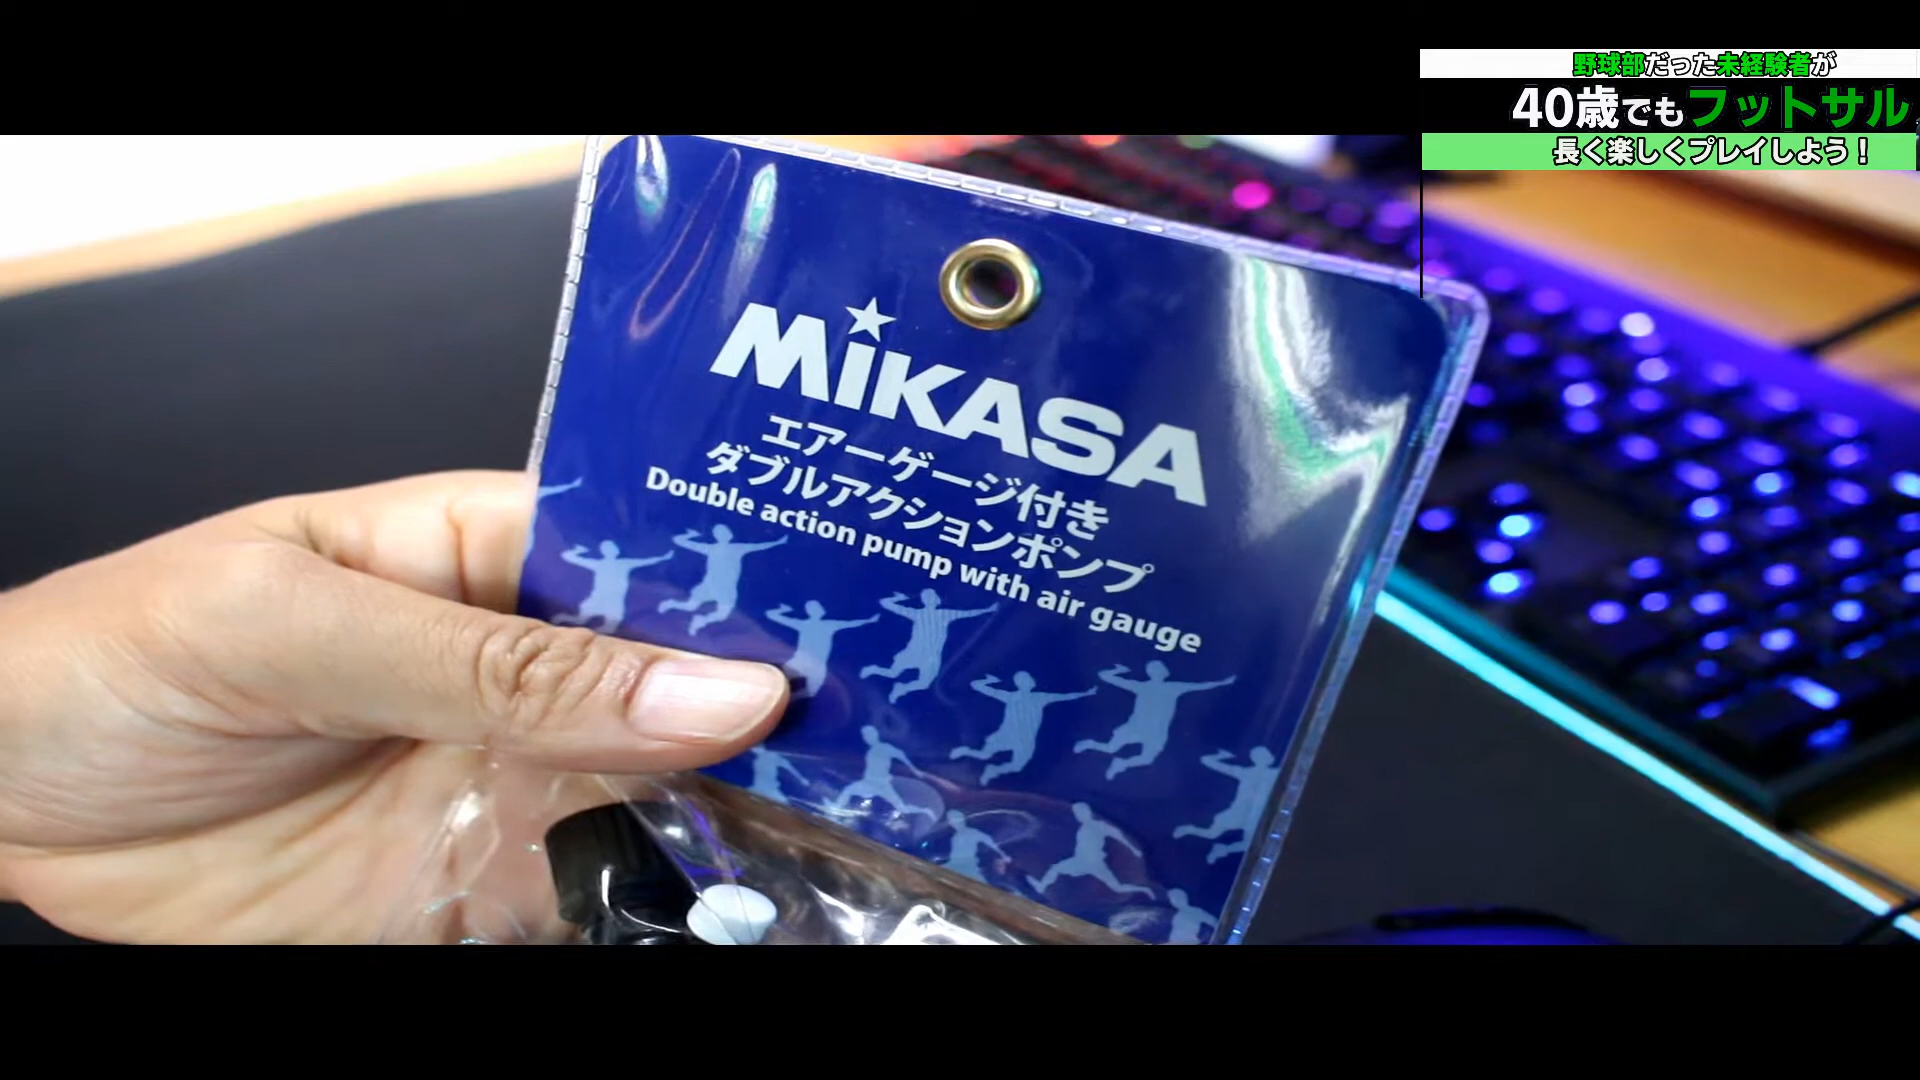 野球部だった未経験者が
40歳でもフットサル
長く楽しくプレイしよう！
MiKASA
エアーゲージ付き
ダブルアクションポンプ
Double action pump with air gauge